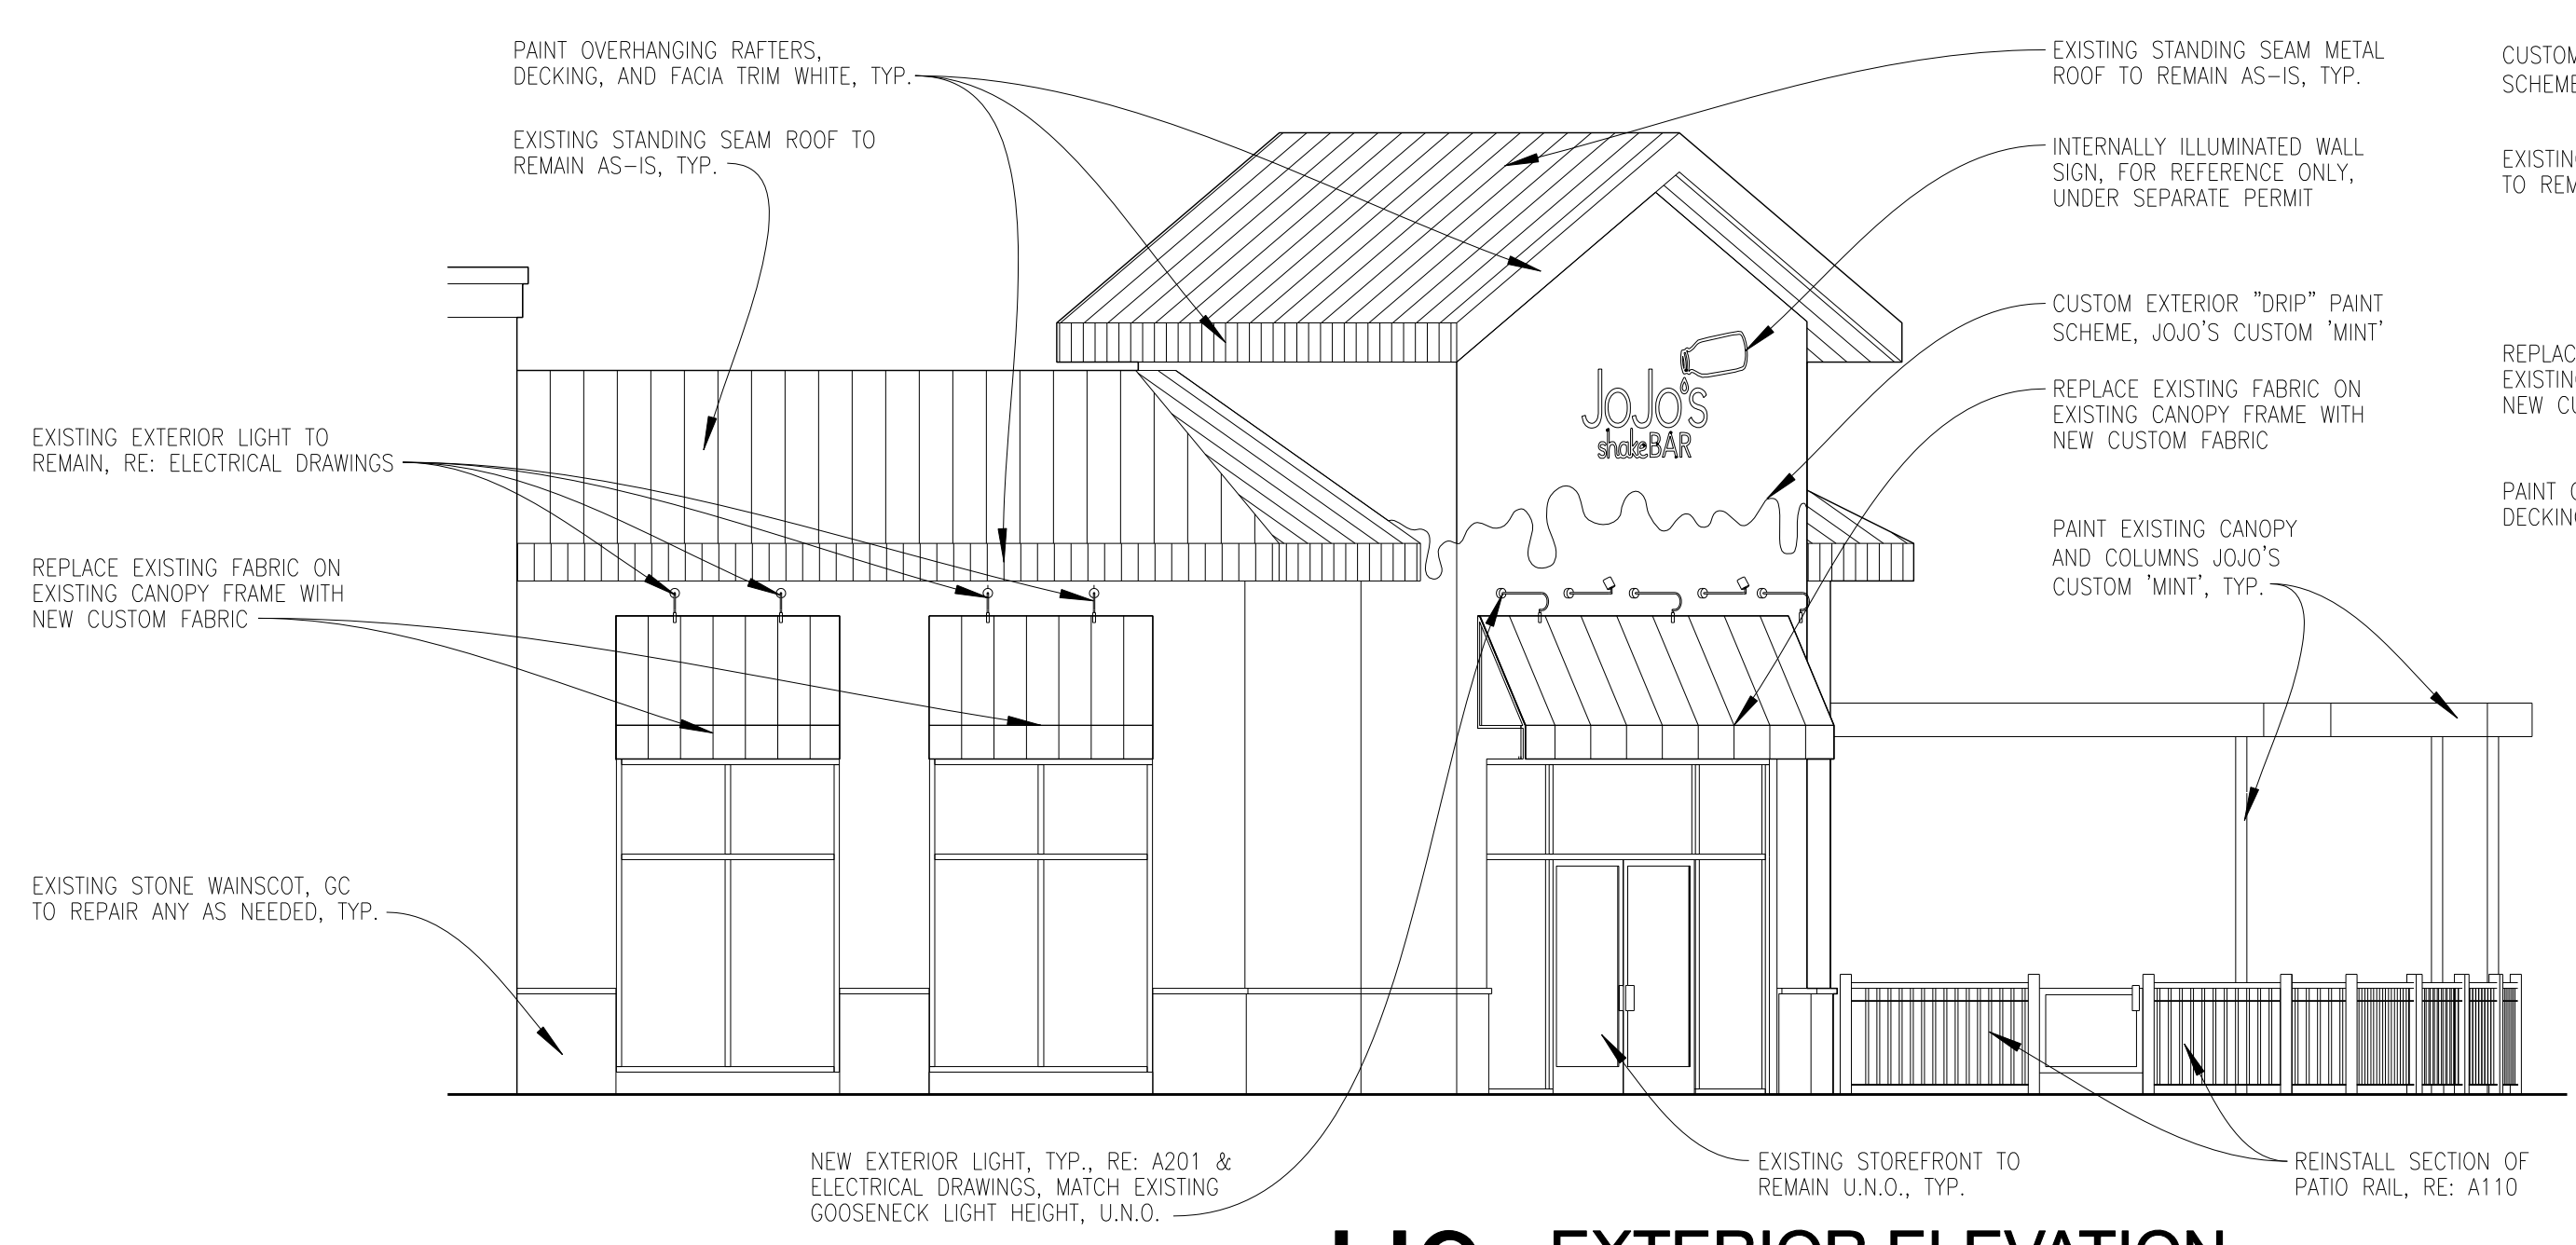 PAINT OVERHANGING RAFTERS,
DECKING, AND FACIA TRIM WHITE, TYP.
EXISTING STANDING SEAM ROOF TO
REMAIN AS-IS, TYP.
EXISTING EXTERIOR LIGHT TO
REMAIN, RE: ELECTRICAL DRAWINGS
REPLACE EXISTING FABRIC ON
EXISTING CANOPY FRAME WITH
NEW CUSTOM FABRIC
EXISTING STONE WAINSCOT, GC
TO REPAIR ANY AS NEEDED, TYP.
JoJo's
shakeBAR
EXISTING STANDING SEAM METAL
ROOF TO REMAIN AS-IS, TYP.
INTERNALLY ILLUMINATED WALL
SIGN, FOR REFERENCE ONLY,
UNDER SEPARATE PERMIT
CUSTOM EXTERIOR "DRIP" PAINT
SCHEME, JOJO'S CUSTOM 'MINT'
REPLACE EXISTING FABRIC ON
EXISTING CANOPY FRAME WITH
NEW CUSTOM FABRIC
PAINT EXISTING CANOPY
AND COLUMNS JOJO'S
CUSTOM 'MINT', TYP.
NEW EXTERIOR LIGHT, TYP., RE: A201 &
ELECTRICAL DRAWINGS, MATCH EXISTING
GOOSENECK LIGHT HEIGHT, U.N.O.
EXISTING STOREFRONT TO
REMAIN U.N.O., TYP.
REINSTALL SECTION OF
PATIO RAIL, RE: A110
EXTERIOR ELEVATION
TO
NEW